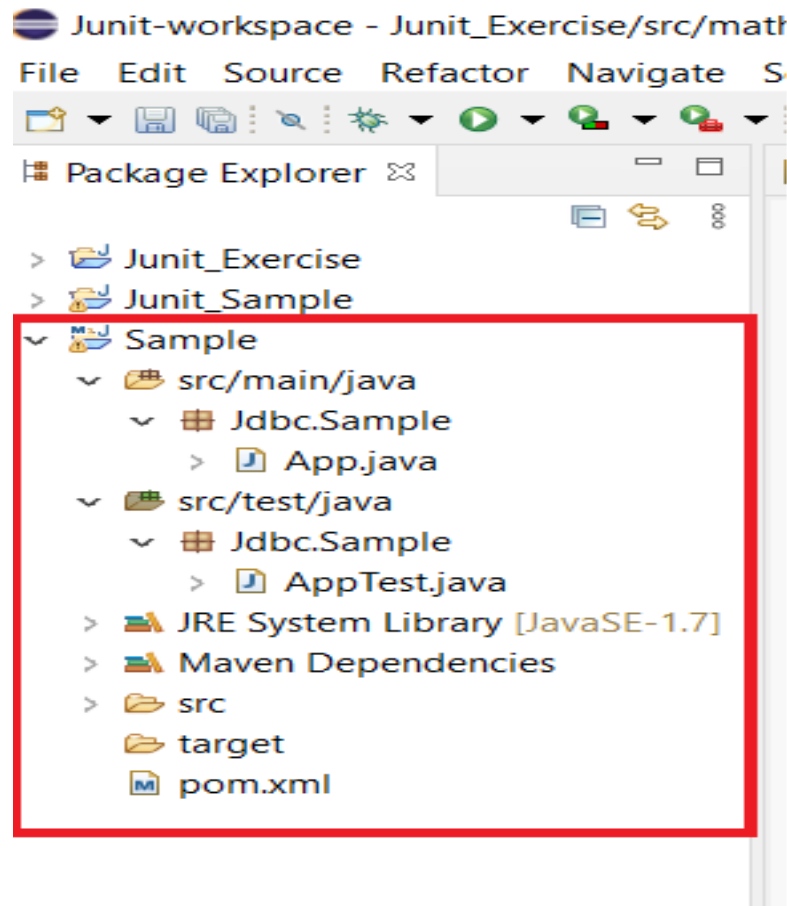 Junit-workspace - Junit_Exercise/src/mat
File Edit Source Refactor Navigate S
Package Explorer
Junit_Exercise
Junit_Sample
Sample
src/main/java
Jdbc.Sample
App.java
src/test/java
Jdbc.Sample
AppTest.java
JRE System Library [JavaSE-1.7]
Maven Dependencies
src
target
pom.xml